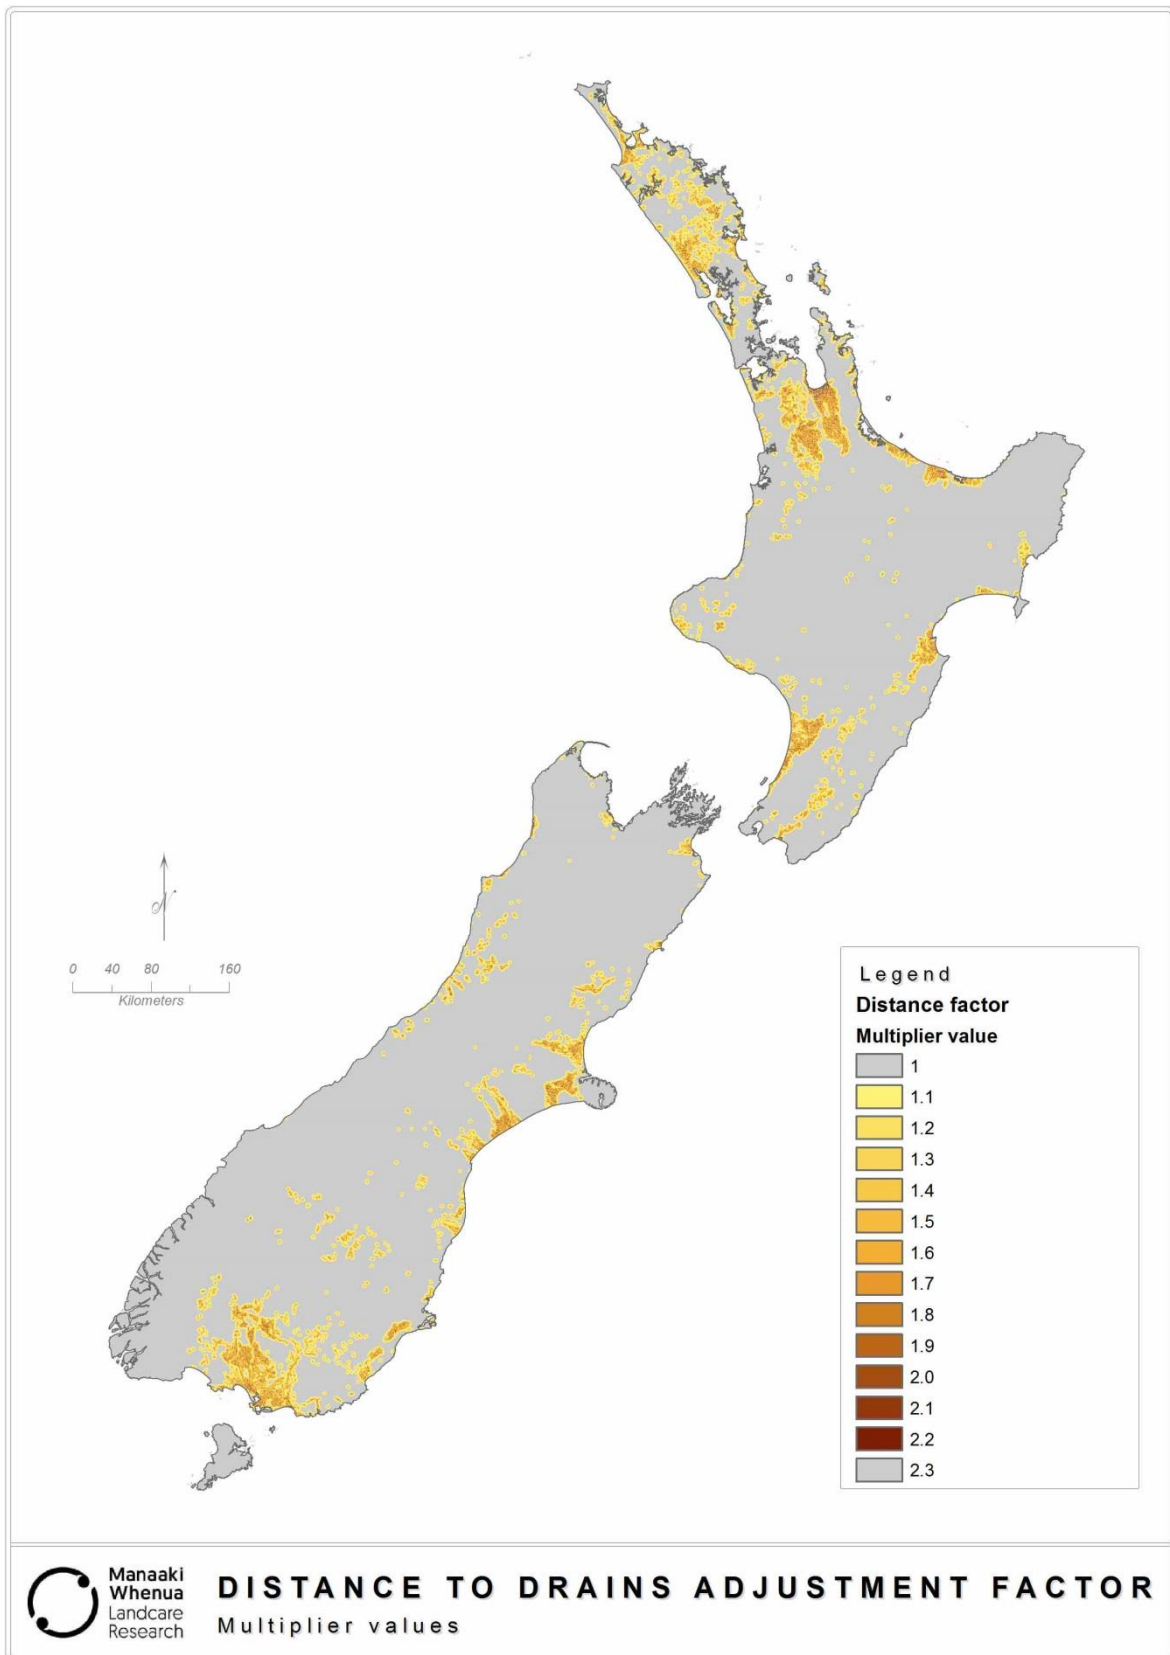 N
0 40 80 160
Kilometers
Legend
Distance factor
Multiplier value
1
1.1
1.2
1.3
1.4
1.5
1.6
1.7
1.8
1.9
2.0
2.1
2.2
2.3
Manaaki
Whenua
Landcare
Research
DISTANCE TO DRAINS ADJUSTMENT FACTOR
Multiplier values